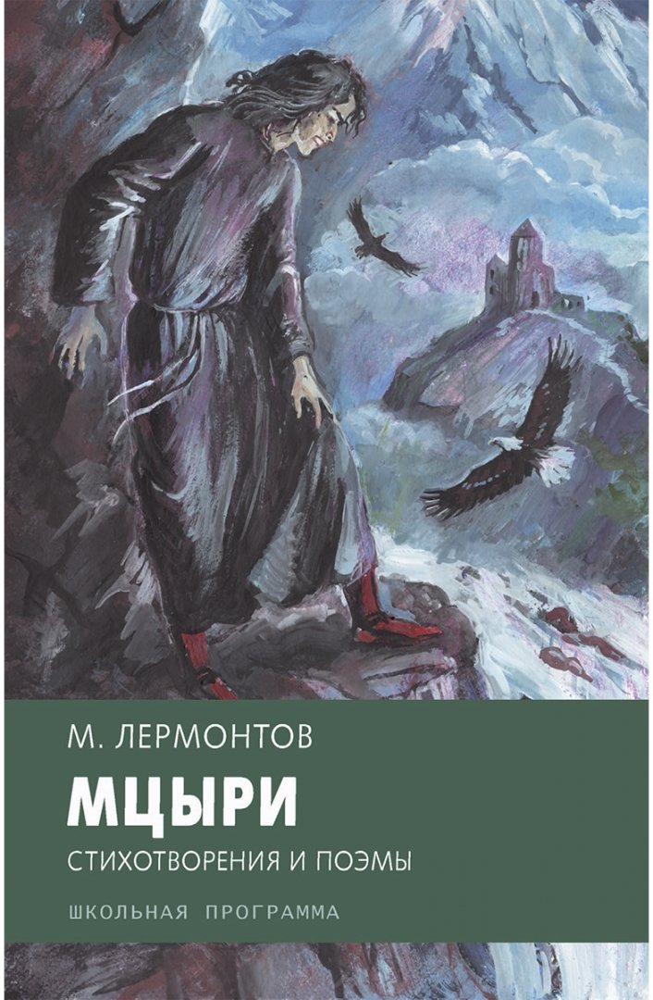 М. ЛЕРМОНТОВ
МЦЫРИ
СТИХОТВОРЕНИЯ И ПОЭМЫ
ШКОЛЬНАЯ ПРОГРАММА